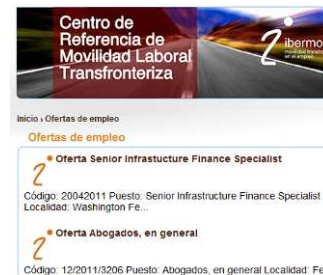 Centro de
Referencia de
Movilidad Laboral
Transfronteriza
ibermo
Inicio › Ofertas de empleo
Ofertas de empleo
Oferta Senior Infrastucture Finance Specialist
Código: 20042011 Puesto: Senior Infrastructure Finance Specialist
Localidad: Washington Fe...
Oferta Abogados, en general
Código: 12/2011/3206 Puesto: Abogados, en general Localidad: Fe